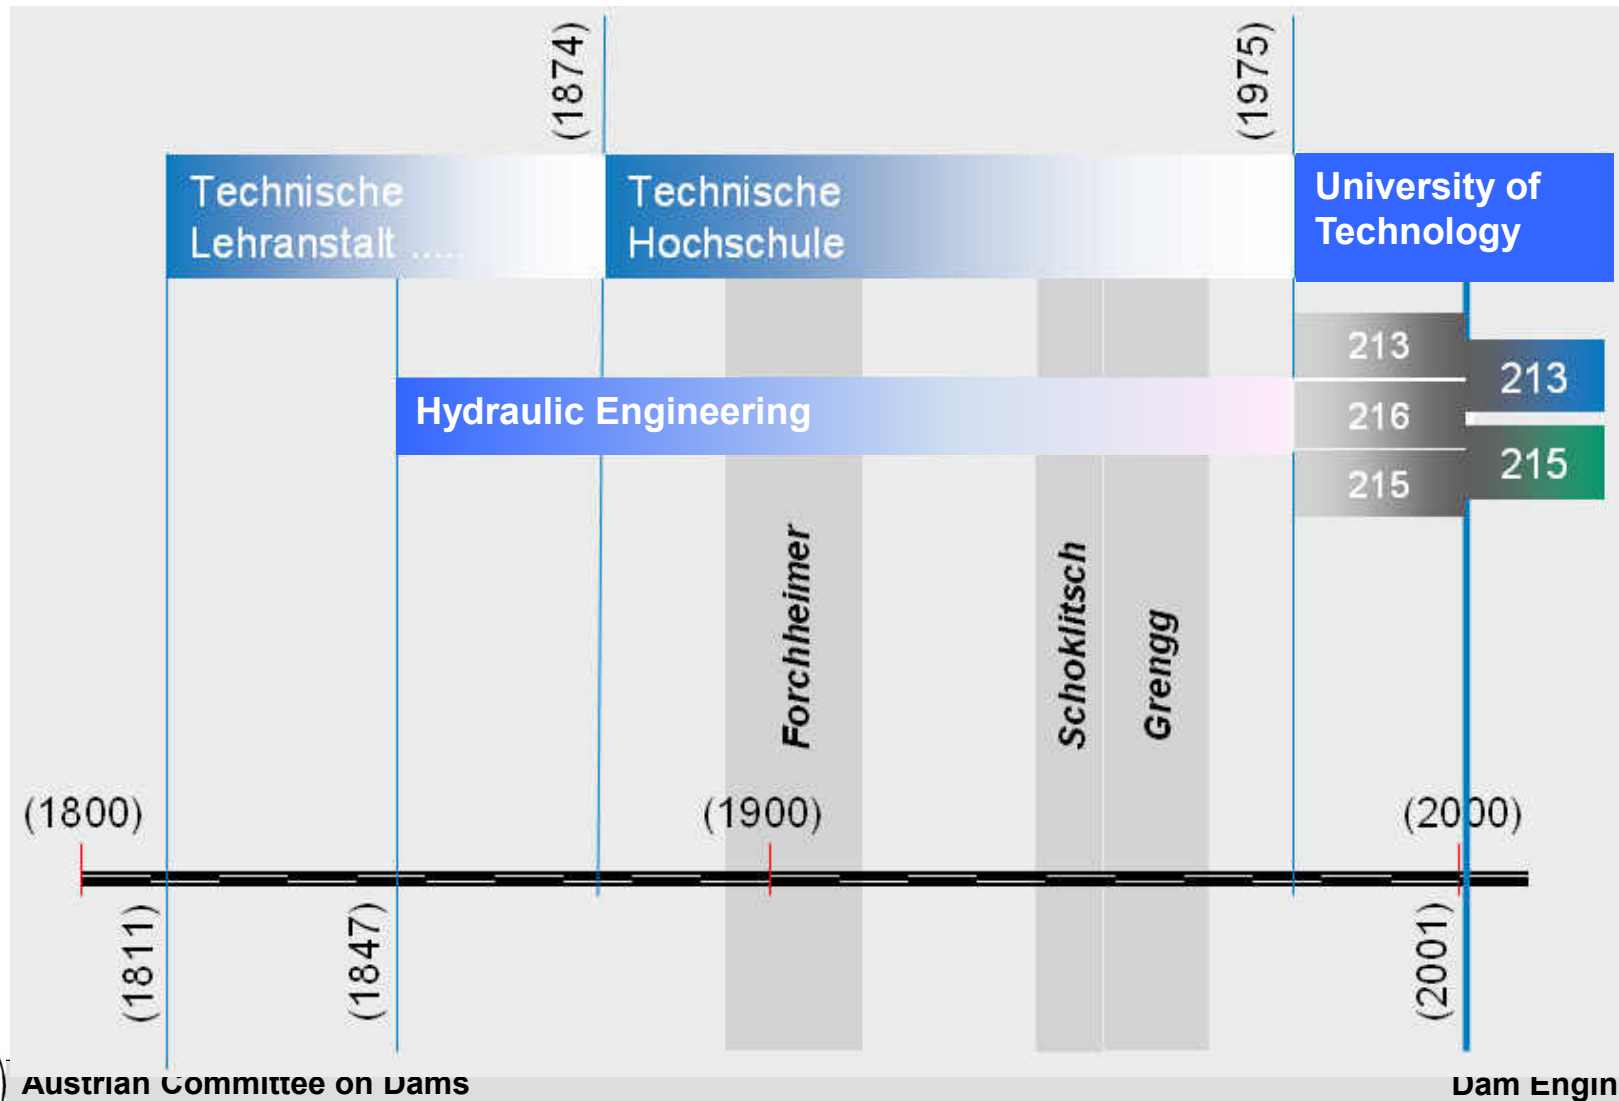 (1874)
(1975)
Technische
Lehranstalt .....
Technische
Hochschule
University of
Technology
213
216
215
213
215
Hydraulic Engineering
Forchheimer
Schoklitsch
Grengg
(1800)
(1900)
(2000)
(1811)
(1847)
(2001)
Austrian Committee on Dams
Dam Engin